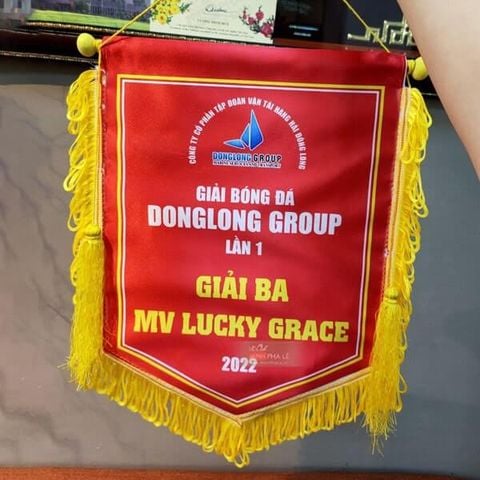 CÔNG TY CỔ PHẦN TẬP ĐOÀN VẬN TẢI HÀNG HẢI ĐÔNG LONG
DONGLONG GROUP
GIẢI BÓNG ĐÁ
DONGLONG GROUP
LẦN 1
GIẢI BA
MV LUCKY GRACE
2022